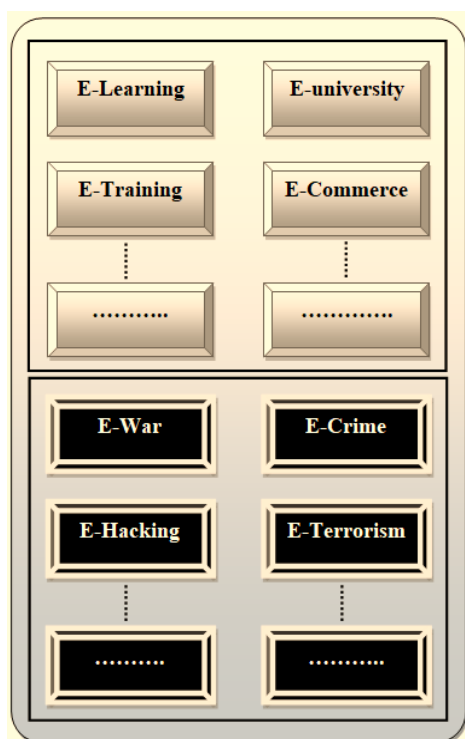 E-Learning E-university
E-Training E-Commerce
……….. ………….
E-War E-Crime
E-Hacking E-Terrorism
………. ………..